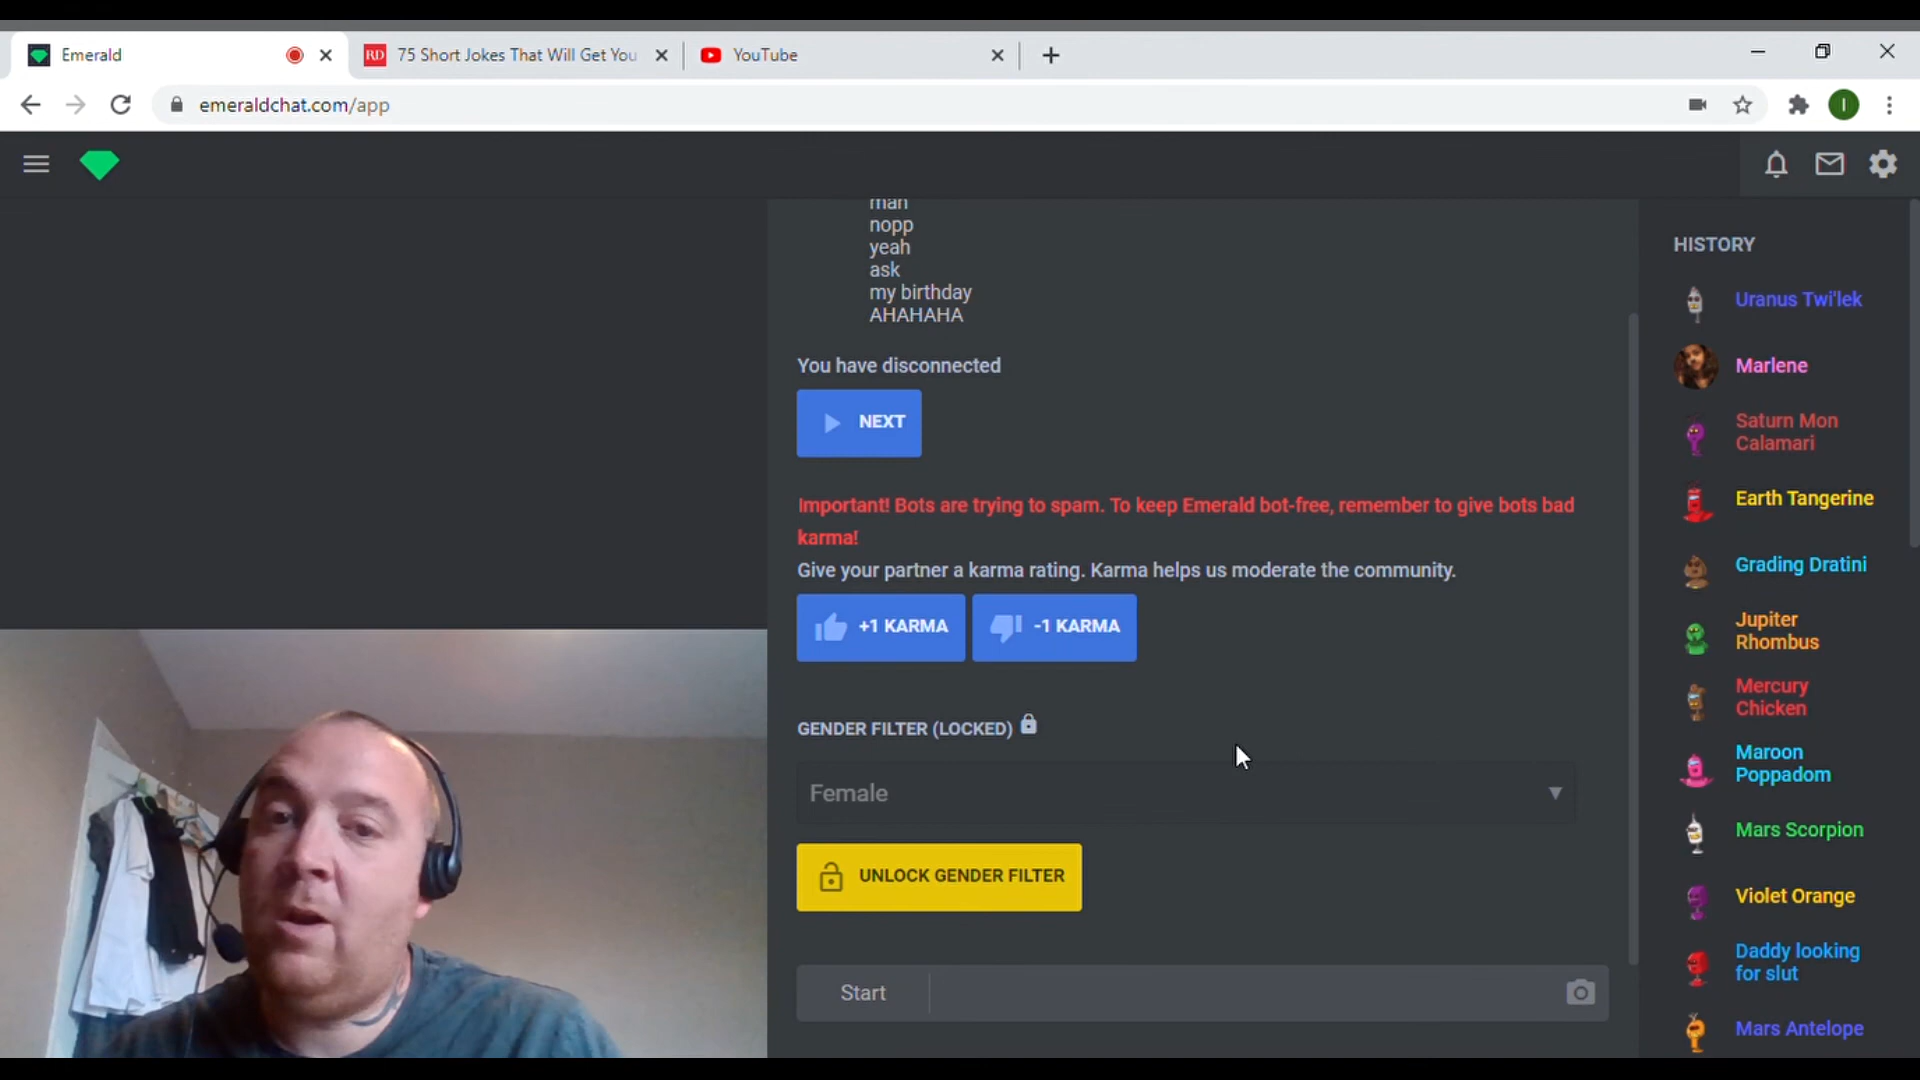 Emerald
RD 75 Short Jokes That Will Get You
YouTube
emeraldchat.com/app
I
man
nopp
yeah
ask
my birthday
AHAHAHA
You have disconnected
NEXT
Important! Bots are trying to spam. To keep Emerald bot-free, remember to give bots bad
karma!
Give your partner a karma rating. Karma helps us moderate the community.
+1 KARMA
-1 KARMA
GENDER FILTER (LOCKED)
Female
UNLOCK GENDER FILTER
Start
HISTORY
Uranus Twi'lek
Marlene
Saturn Mon
Calamari
Earth Tangerine
Grading Dratini
Jupiter
Rhombus
Mercury
Chicken
Maroon
Poppadom
Mars Scorpion
Violet Orange
Daddy looking
for slut
Mars Antelope